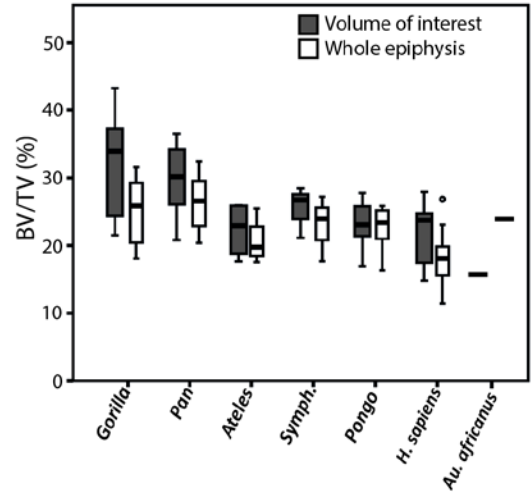 Volume of interest
Whole epiphysis
BV/TV (%)
50
40
30
20
10
0
Gorilla
Pan
Ateles
Symph.
Pongo
H. sapiens
Au. africanus